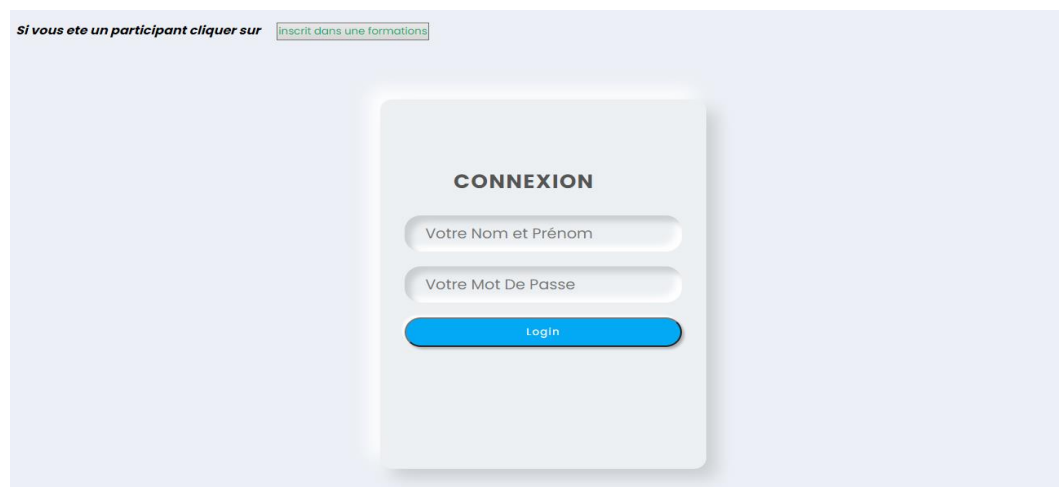 Si vous ete un participant cliquer sur inscrit dans une formations
CONNEXION
Votre Nom et Prénom
Votre Mot De Passe
Login